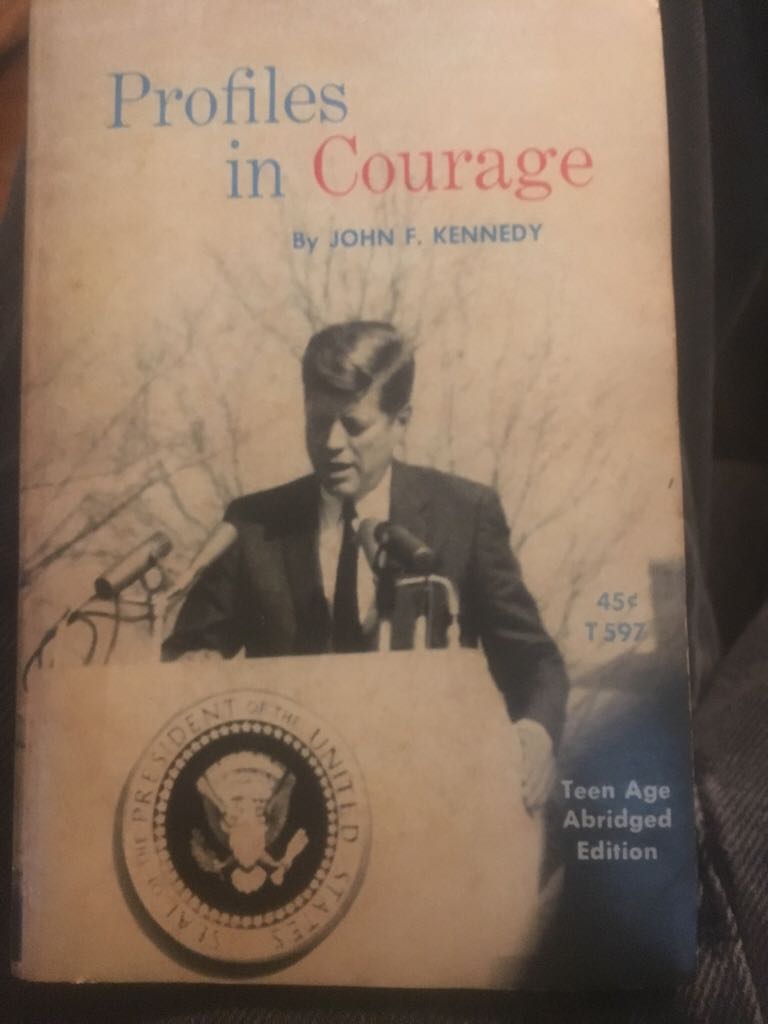 Profiles
in Courage
By JOHN F. KENNEDY
45¢
T 597
Teen Age
Abridged
Edition
SEAL OF THE PRESIDENT OF THE UNITED STATES